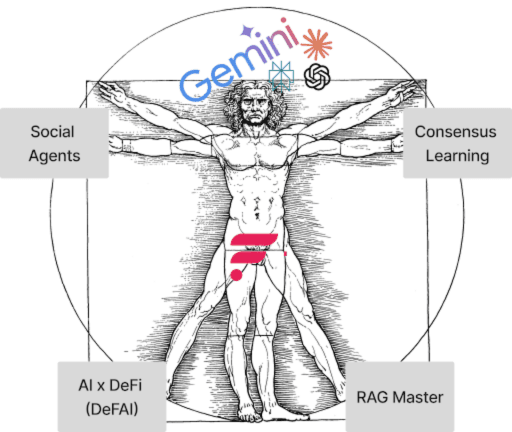 Gemini
Social
Agents
Consensus
Learning
AI x DeFi
(DeFAI)
RAG Master